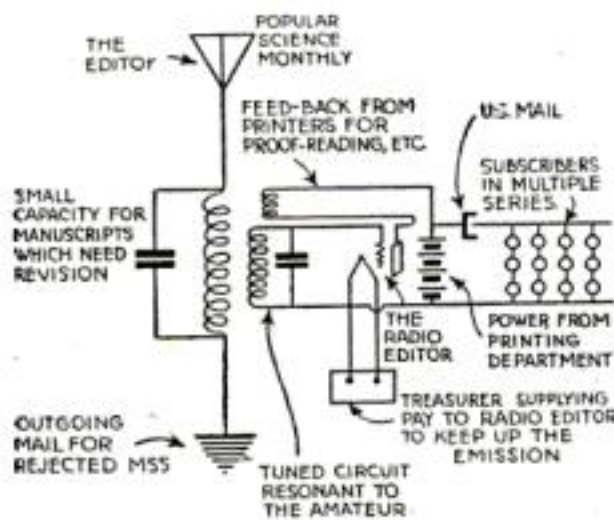 THE
EDITOR
POPULAR
SCIENCE
MONTHLY
FEED-BACK FROM
PRINTERS FOR
PROOF-READING, ETC
U.S. MAIL
SUBSCRIBERS
IN MULTIPLE
SERIES
SMALL
CAPACITY FOR
MANUSCRIPTS
WHICH NEED
REVISION
THE
RADIO
EDITOR
POWER FROM
PRINTING
DEPARTMENT
TREASURER SUPPLYING
PAY TO RADIO EDITOR
TO KEEP UP THE
EMISSION
OUTGOING
MAIL FOR
REJECTED MSS
TUNED CIRCUIT
RESONANT TO
THE AMATEUR